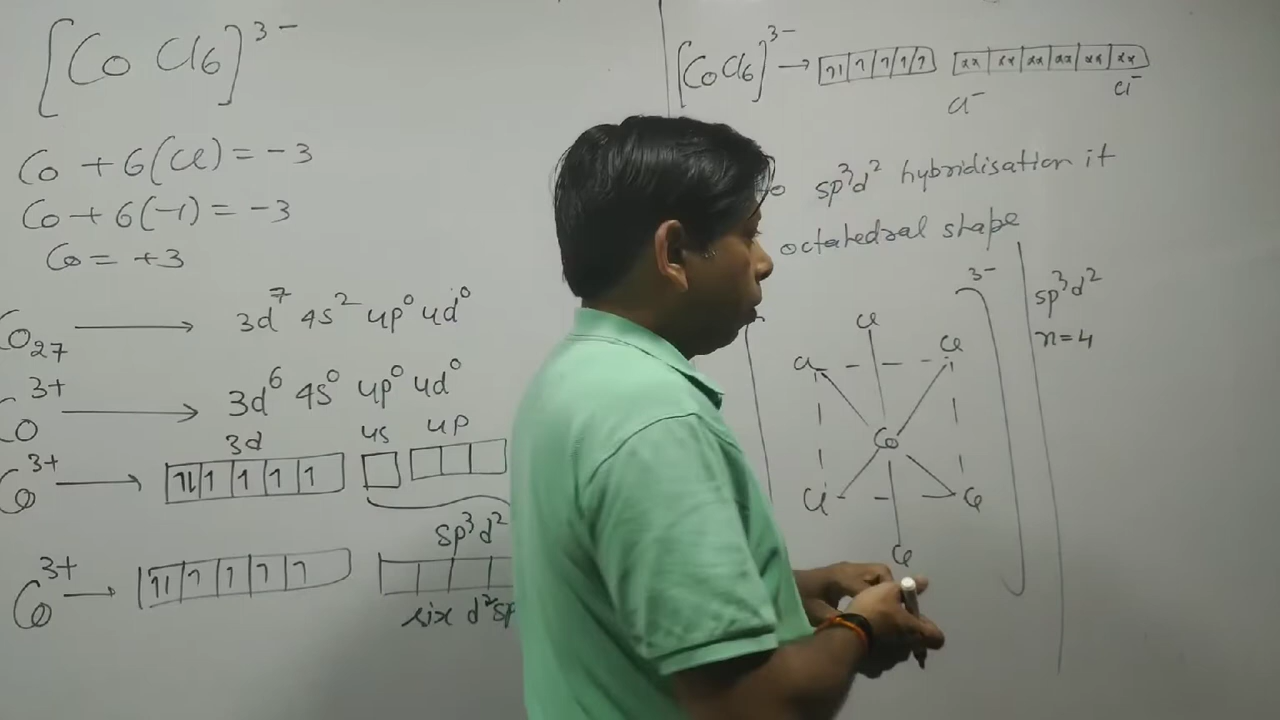 [Co Cl6]3−
Co + 6(Cl) = -3
Co + 6(-1) = -3
Co = +3
Co27 → 3d7 4s2 4p0 4d0
Co3+ → 3d6 4s0 4p0 4d0
3d 4s 4p
Co3+ → 1l 1 1 1 1
sp3d2
Co3+ → 1l 1 1 1 1
six d2sp
[CoCl6]3− → 1l 1 1 1 1 xx xx xx xx xx xx
Cl− Cl−
sp3d2 hybridisation it
octahedral shape
3−
Cl
Cl Cl
Co
Cl Cl
Cl
sp3d2
n=4